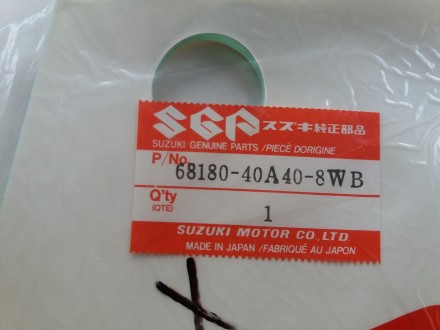 SGP スズキ純正部品
SUZUKI GENUINE PARTS /PIÈCE DORIGINE
P/No. 68180-40A40-8WB
Q'ty
(QTE) 1
SUZUKI MOTOR CO.,LTD.
MADE IN JAPAN /FABRIQUÉ AU JAPON